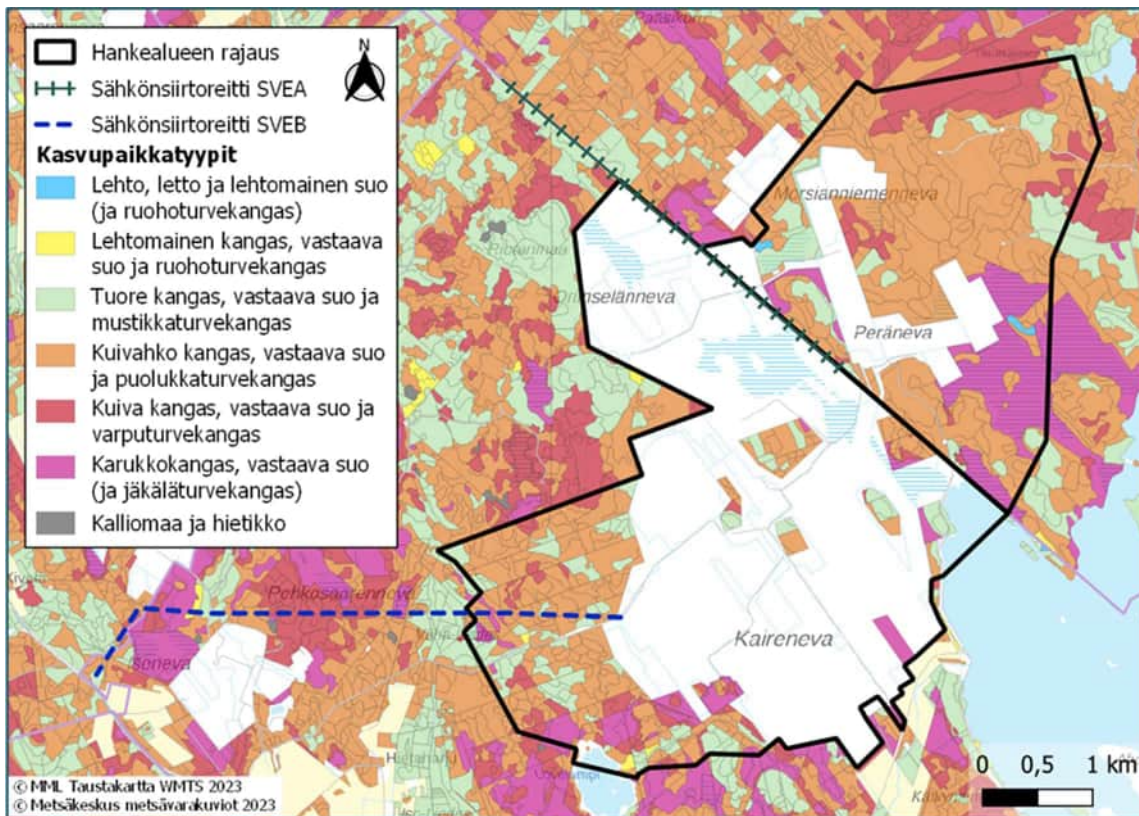 Hankealueen rajaus
Sähkönsiirtoreitti SVEA
Sähkönsiirtoreitti SVEB
Kasvupaikkatyypit
Lehto, letto ja lehtomainen suo
(ja ruohoturvekangas)
Lehtomainen kangas, vastaava
suo ja ruohoturvekangas
Tuore kangas, vastaava suo ja
mustikkaturvekangas
Kuivahko kangas, vastaava suo
ja puolukkaturvekangas
Kuiva kangas, vastaava suo ja
varputurvekangas
Karukkokangas, vastaava suo
(ja jäkäläturvekangas)
Kalliomaa ja hietikko
N
Morsianniemenneva
Peräneva
Pohkosaarenneva
Kaireneva
Isoneva
0 0,5 1 km
© MML Taustakartta WMTS 2023
© Metsäkeskus metsävarakuviot 2023